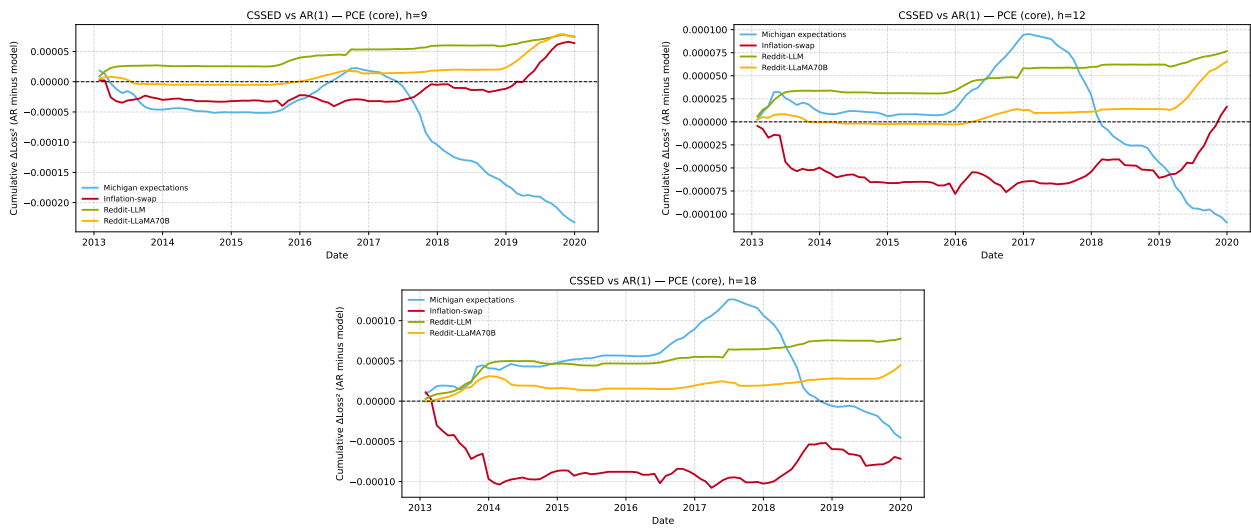 CSSED vs AR(1) — PCE (core), h=9
Cumulative ΔLoss² (AR minus model)
0.00005
0.00000
−0.00005
−0.00010
−0.00015
−0.00020
Michigan expectations
Inflation-swap
Reddit-LLM
Reddit-LLaMA70B
2013 2014 2015 2016 2017 2018 2019 2020
Date
CSSED vs AR(1) — PCE (core), h=12
Cumulative ΔLoss² (AR minus model)
0.000100
0.000075
0.000050
0.000025
0.000000
−0.000025
−0.000050
−0.000075
−0.000100
Michigan expectations
Inflation-swap
Reddit-LLM
Reddit-LLaMA70B
2013 2014 2015 2016 2017 2018 2019 2020
Date
CSSED vs AR(1) — PCE (core), h=18
Cumulative ΔLoss² (AR minus model)
0.00010
0.00005
0.00000
−0.00005
−0.00010
Michigan expectations
Inflation-swap
Reddit-LLM
Reddit-LLaMA70B
2013 2014 2015 2016 2017 2018 2019 2020
Date